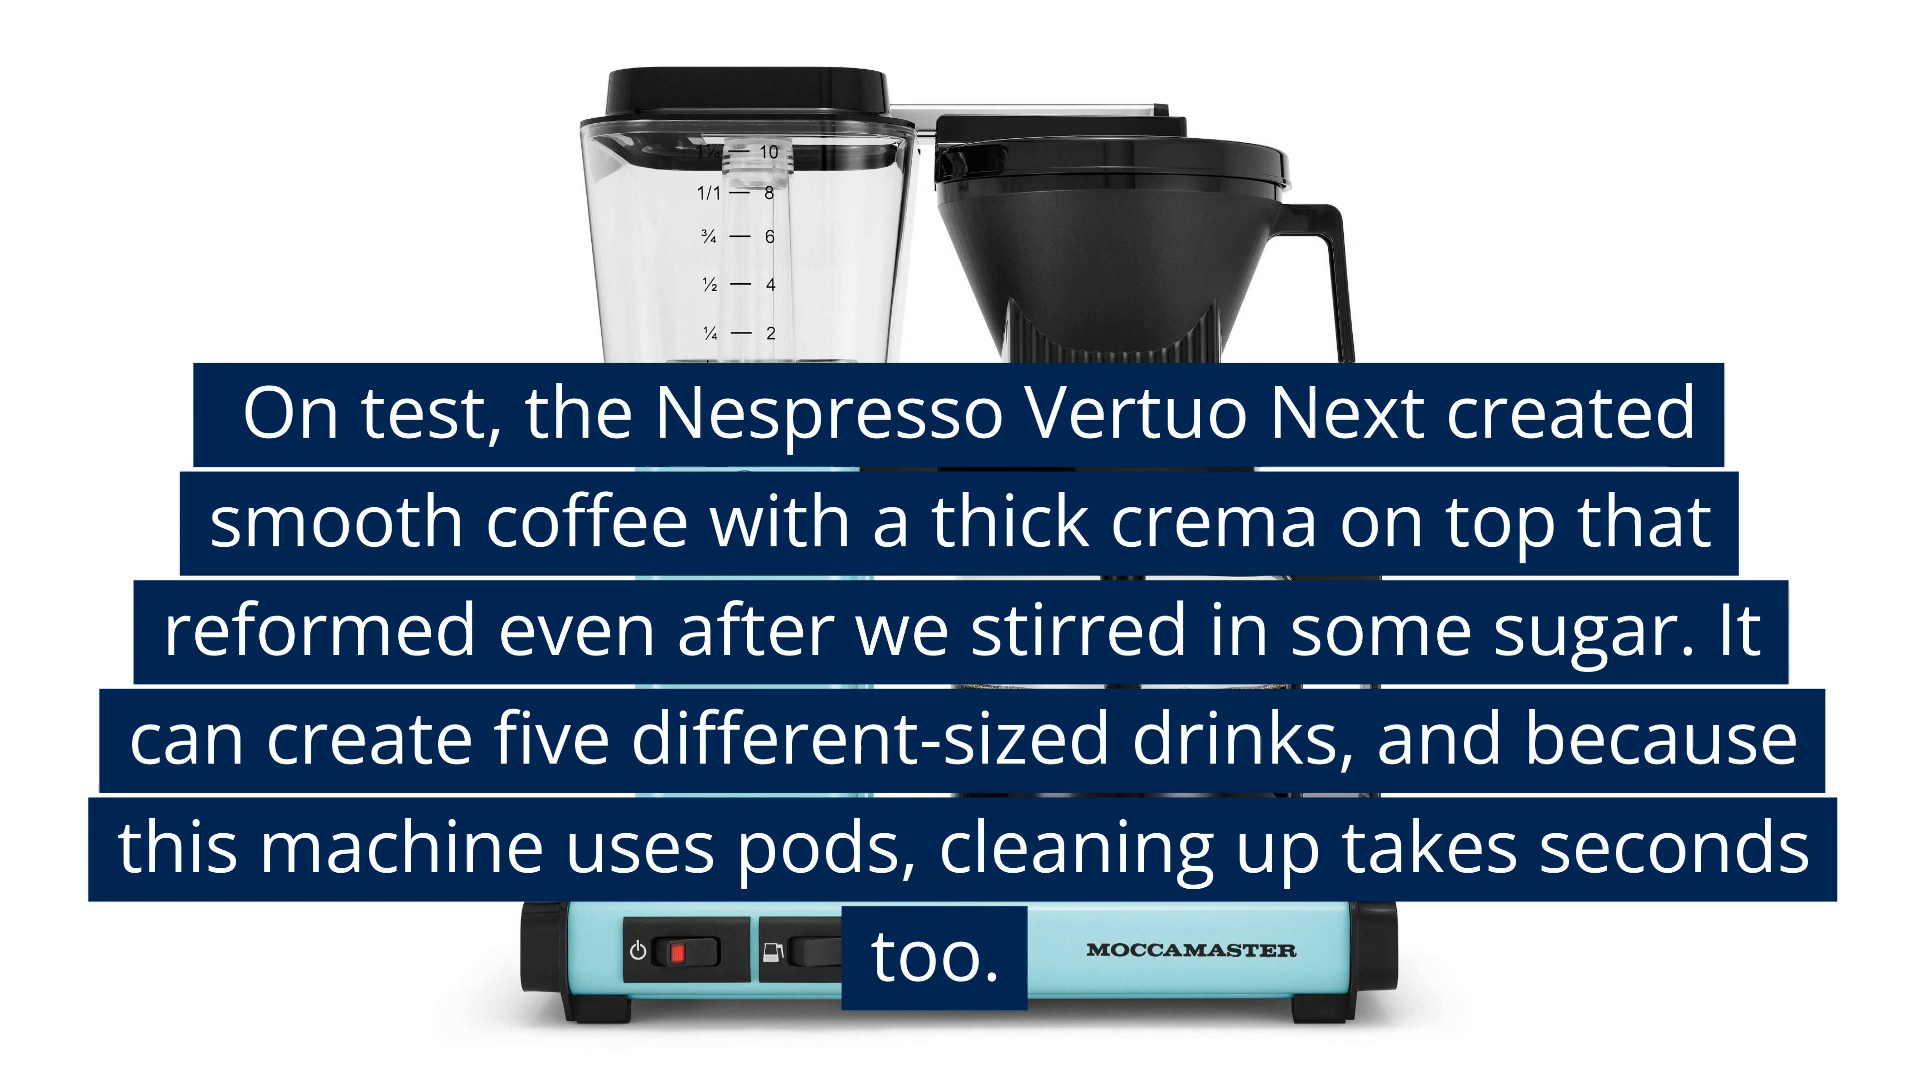 1¼ — 10
1/1 — 8
¾ — 6
½ — 4
¼ — 2
On test, the Nespresso Vertuo Next created
smooth coffee with a thick crema on top that
reformed even after we stirred in some sugar. It
can create five different-sized drinks, and because
this machine uses pods, cleaning up takes seconds
too.
MOCCAMASTER